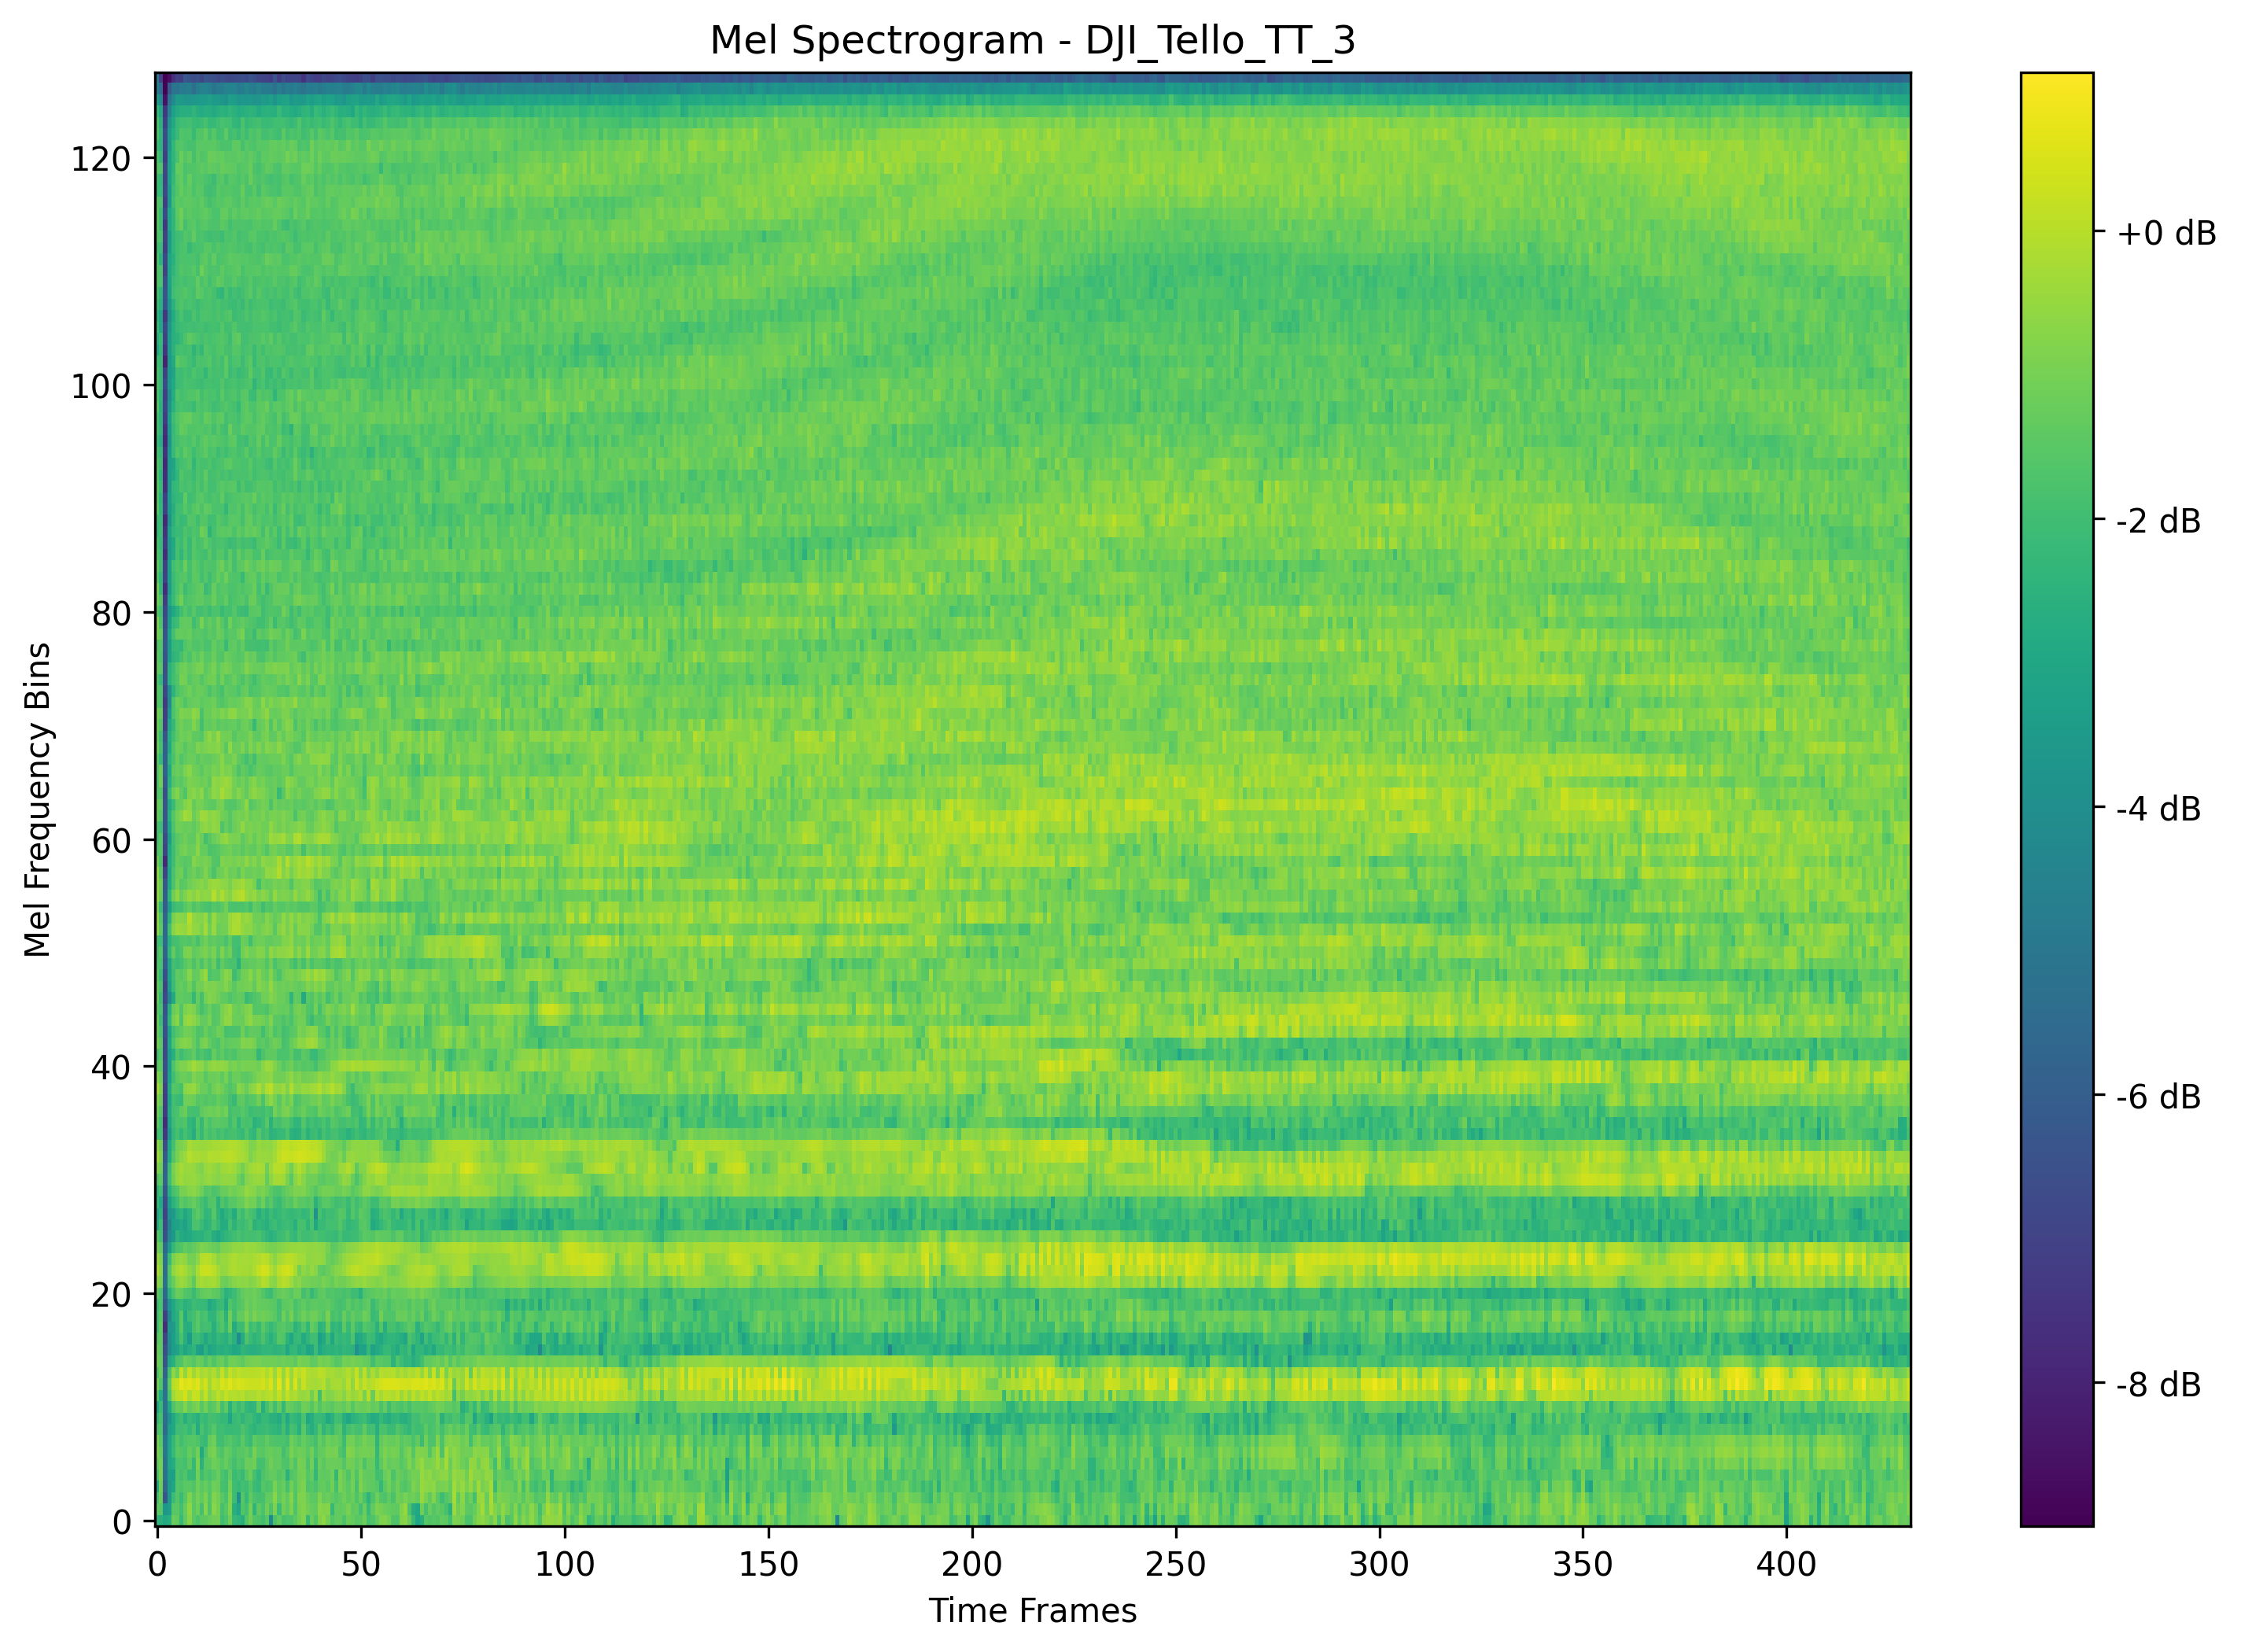 Mel Spectrogram - DJI_Tello_TT_3
Mel Frequency Bins
120
100
80
60
40
20
0
0 50 100 150 200 250 300 350 400
Time Frames
+0 dB
-2 dB
-4 dB
-6 dB
-8 dB